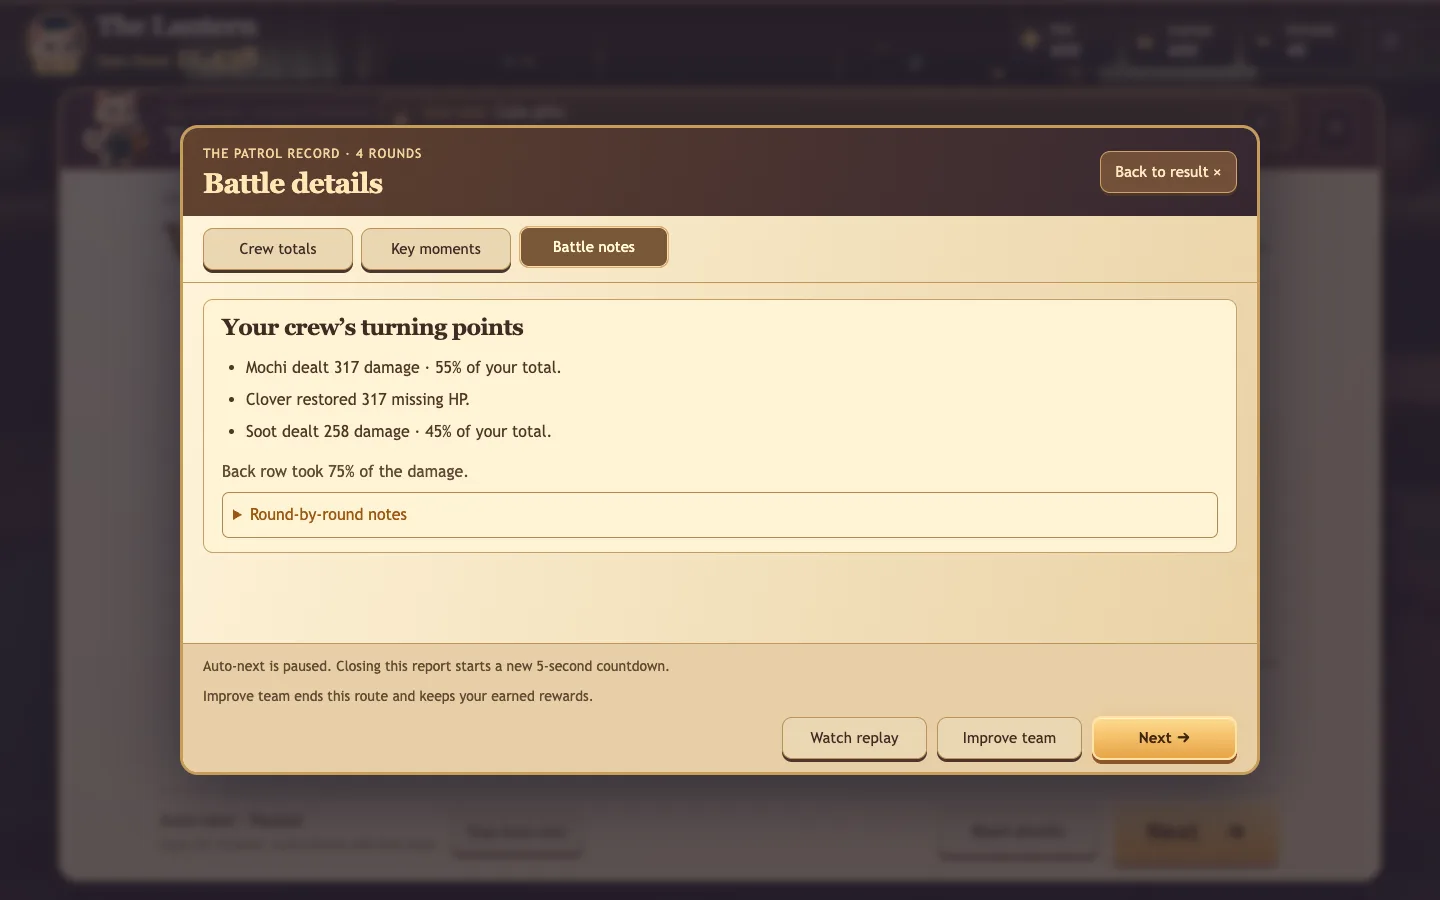 The Lantern
THE PATROL RECORD · 4 ROUNDS
Battle details
Back to result ×
Crew totals
Key moments
Battle notes
Your crew’s turning points
• Mochi dealt 317 damage · 55% of your total.
• Clover restored 317 missing HP.
• Soot dealt 258 damage · 45% of your total.
Back row took 75% of the damage.
▶ Round-by-round notes
Auto-next is paused. Closing this report starts a new 5-second countdown.
Improve team ends this route and keeps your earned rewards.
Watch replay
Improve team
Next →
Next